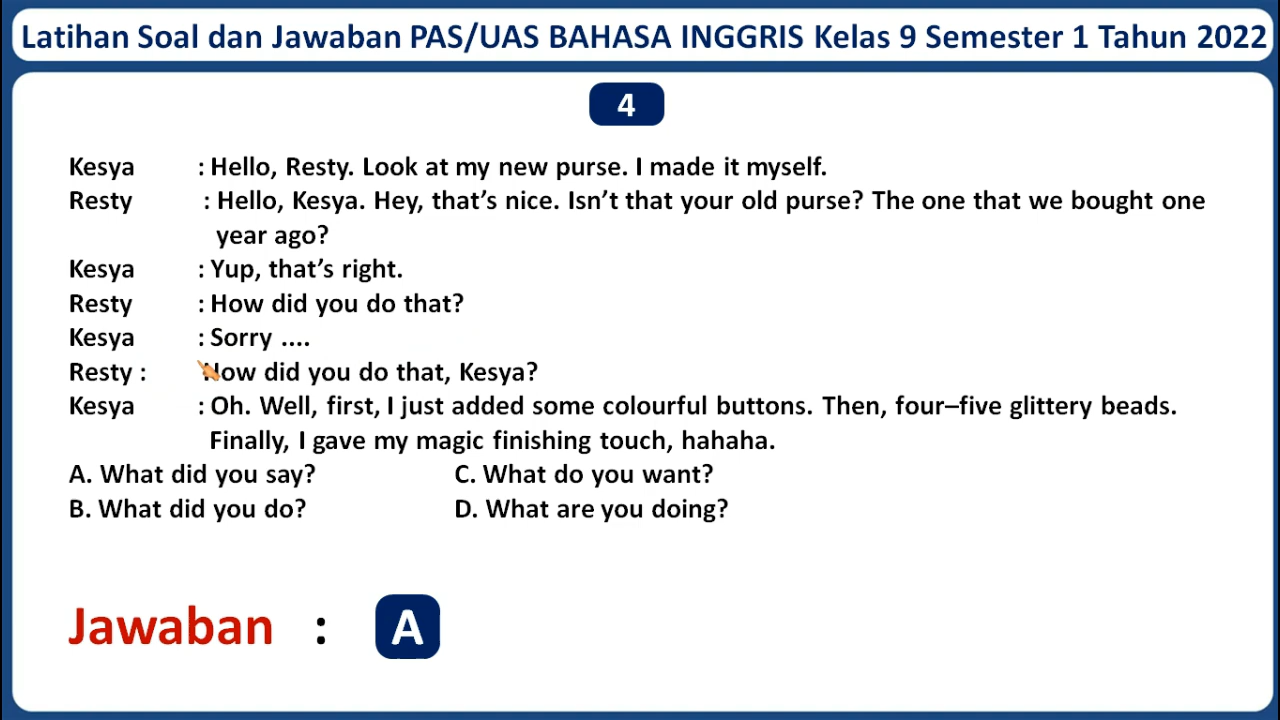 Latihan Soal dan Jawaban PAS/UAS BAHASA INGGRIS Kelas 9 Semester 1 Tahun 2022
4
Kesya : Hello, Resty. Look at my new purse. I made it myself.
Resty : Hello, Kesya. Hey, that's nice. Isn't that your old purse? The one that we bought one
year ago?
Kesya : Yup, that's right.
Resty : How did you do that?
Kesya : Sorry ....
Resty : How did you do that, Kesya?
Kesya : Oh. Well, first, I just added some colourful buttons. Then, four–five glittery beads.
Finally, I gave my magic finishing touch, hahaha.
A. What did you say? C. What do you want?
B. What did you do? D. What are you doing?
Jawaban : A